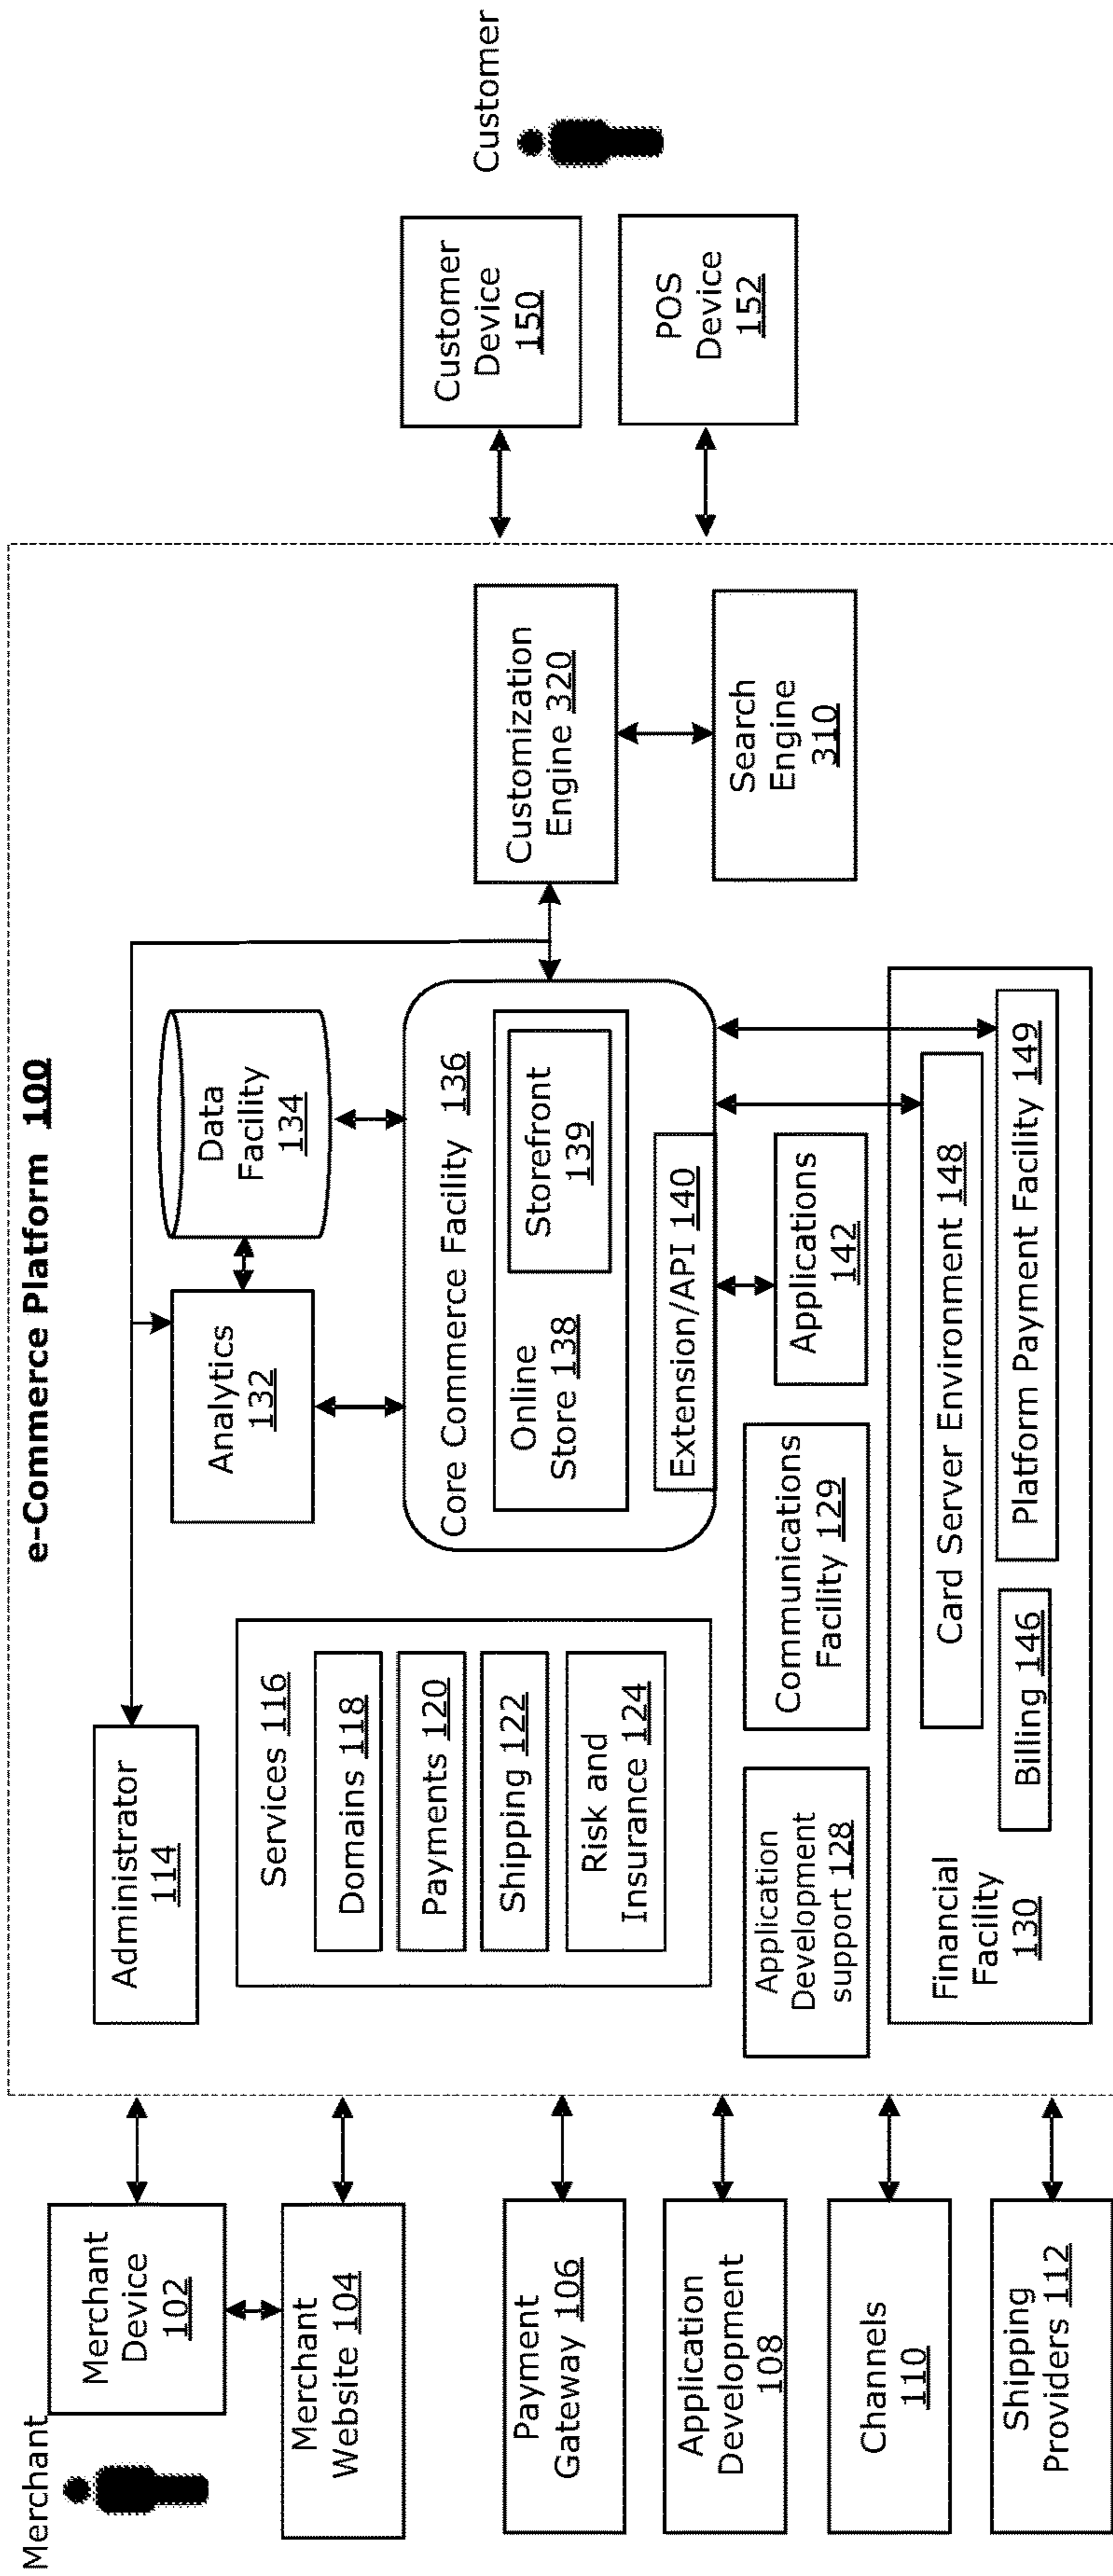 e-Commerce Platform 100
Merchant
Merchant
Device
102
Merchant
Website 104
Payment
Gateway 106
Application
Development
108
Channels
110
Shipping
Providers 112
Administrator
114
Services 116
Domains 118
Payments 120
Shipping 122
Risk and
Insurance 124
Application
Development
support 128
Communications
Facility 129
Financial
Facility
130
Billing 146
Card Server Environment 148
Platform Payment Facility 149
Analytics
132
Data
Facility
134
Core Commerce Facility 136
Online
Store 138
Storefront
139
Extension/API 140
Applications
142
Customization
Engine 320
Search
Engine
310
Customer
Device
150
POS
Device
152
Customer